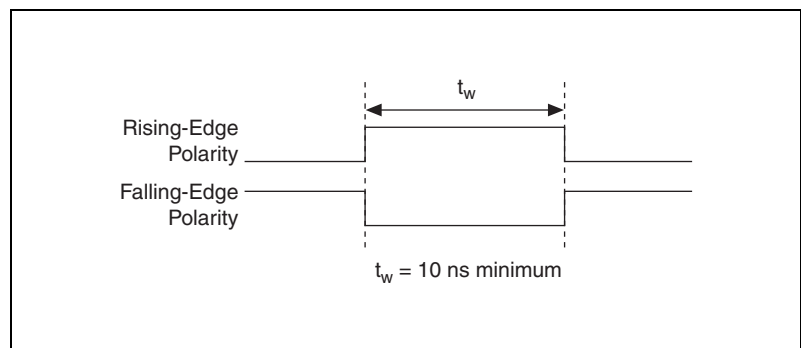 t_w
Rising-Edge
Polarity
Falling-Edge
Polarity
t_w = 10 ns minimum